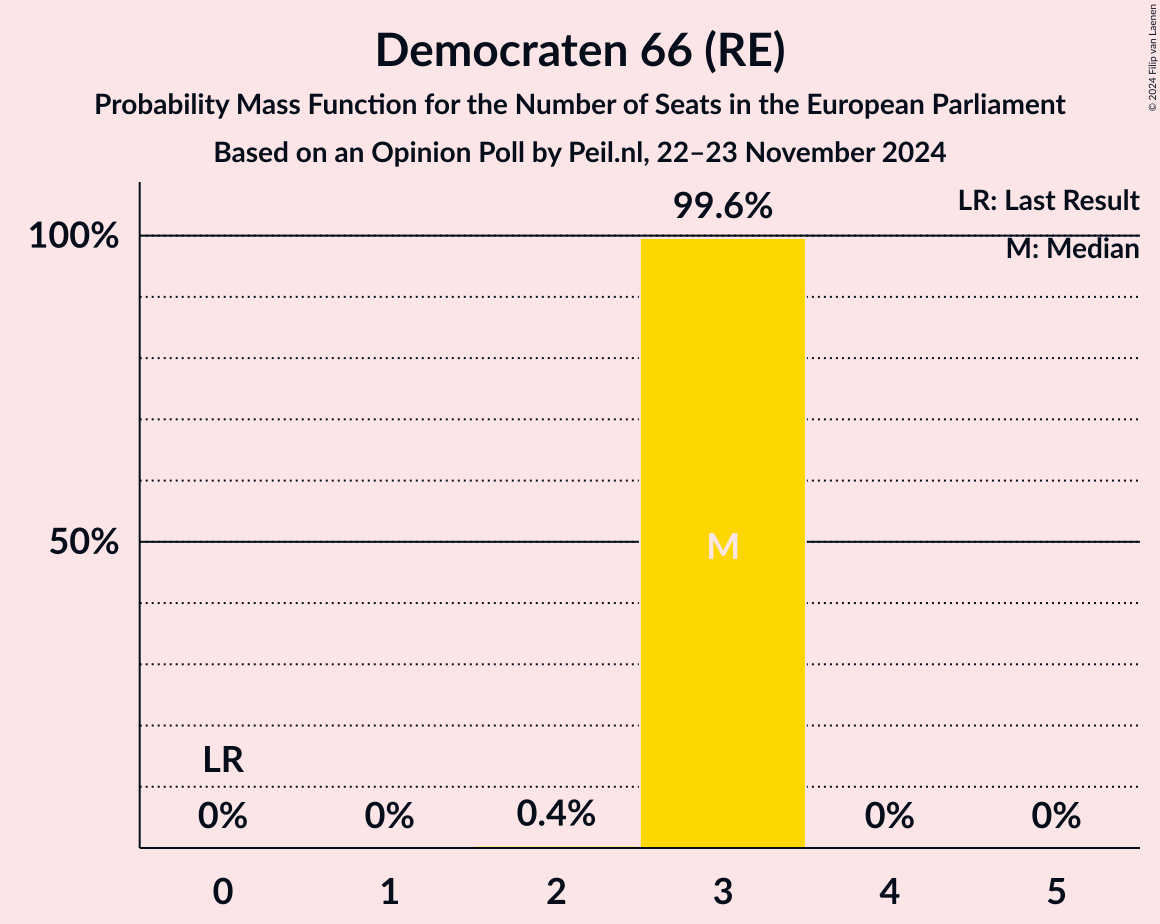 Democraten 66 (RE)
Probability Mass Function for the Number of Seats in the European Parliament
Based on an Opinion Poll by Peil.nl, 22–23 November 2024
© 2024 Filip van Laenen
LR: Last Result
M: Median
99.6%
100%
50%
M
LR
0% 0% 0.4% 0% 0%
0 1 2 3 4 5